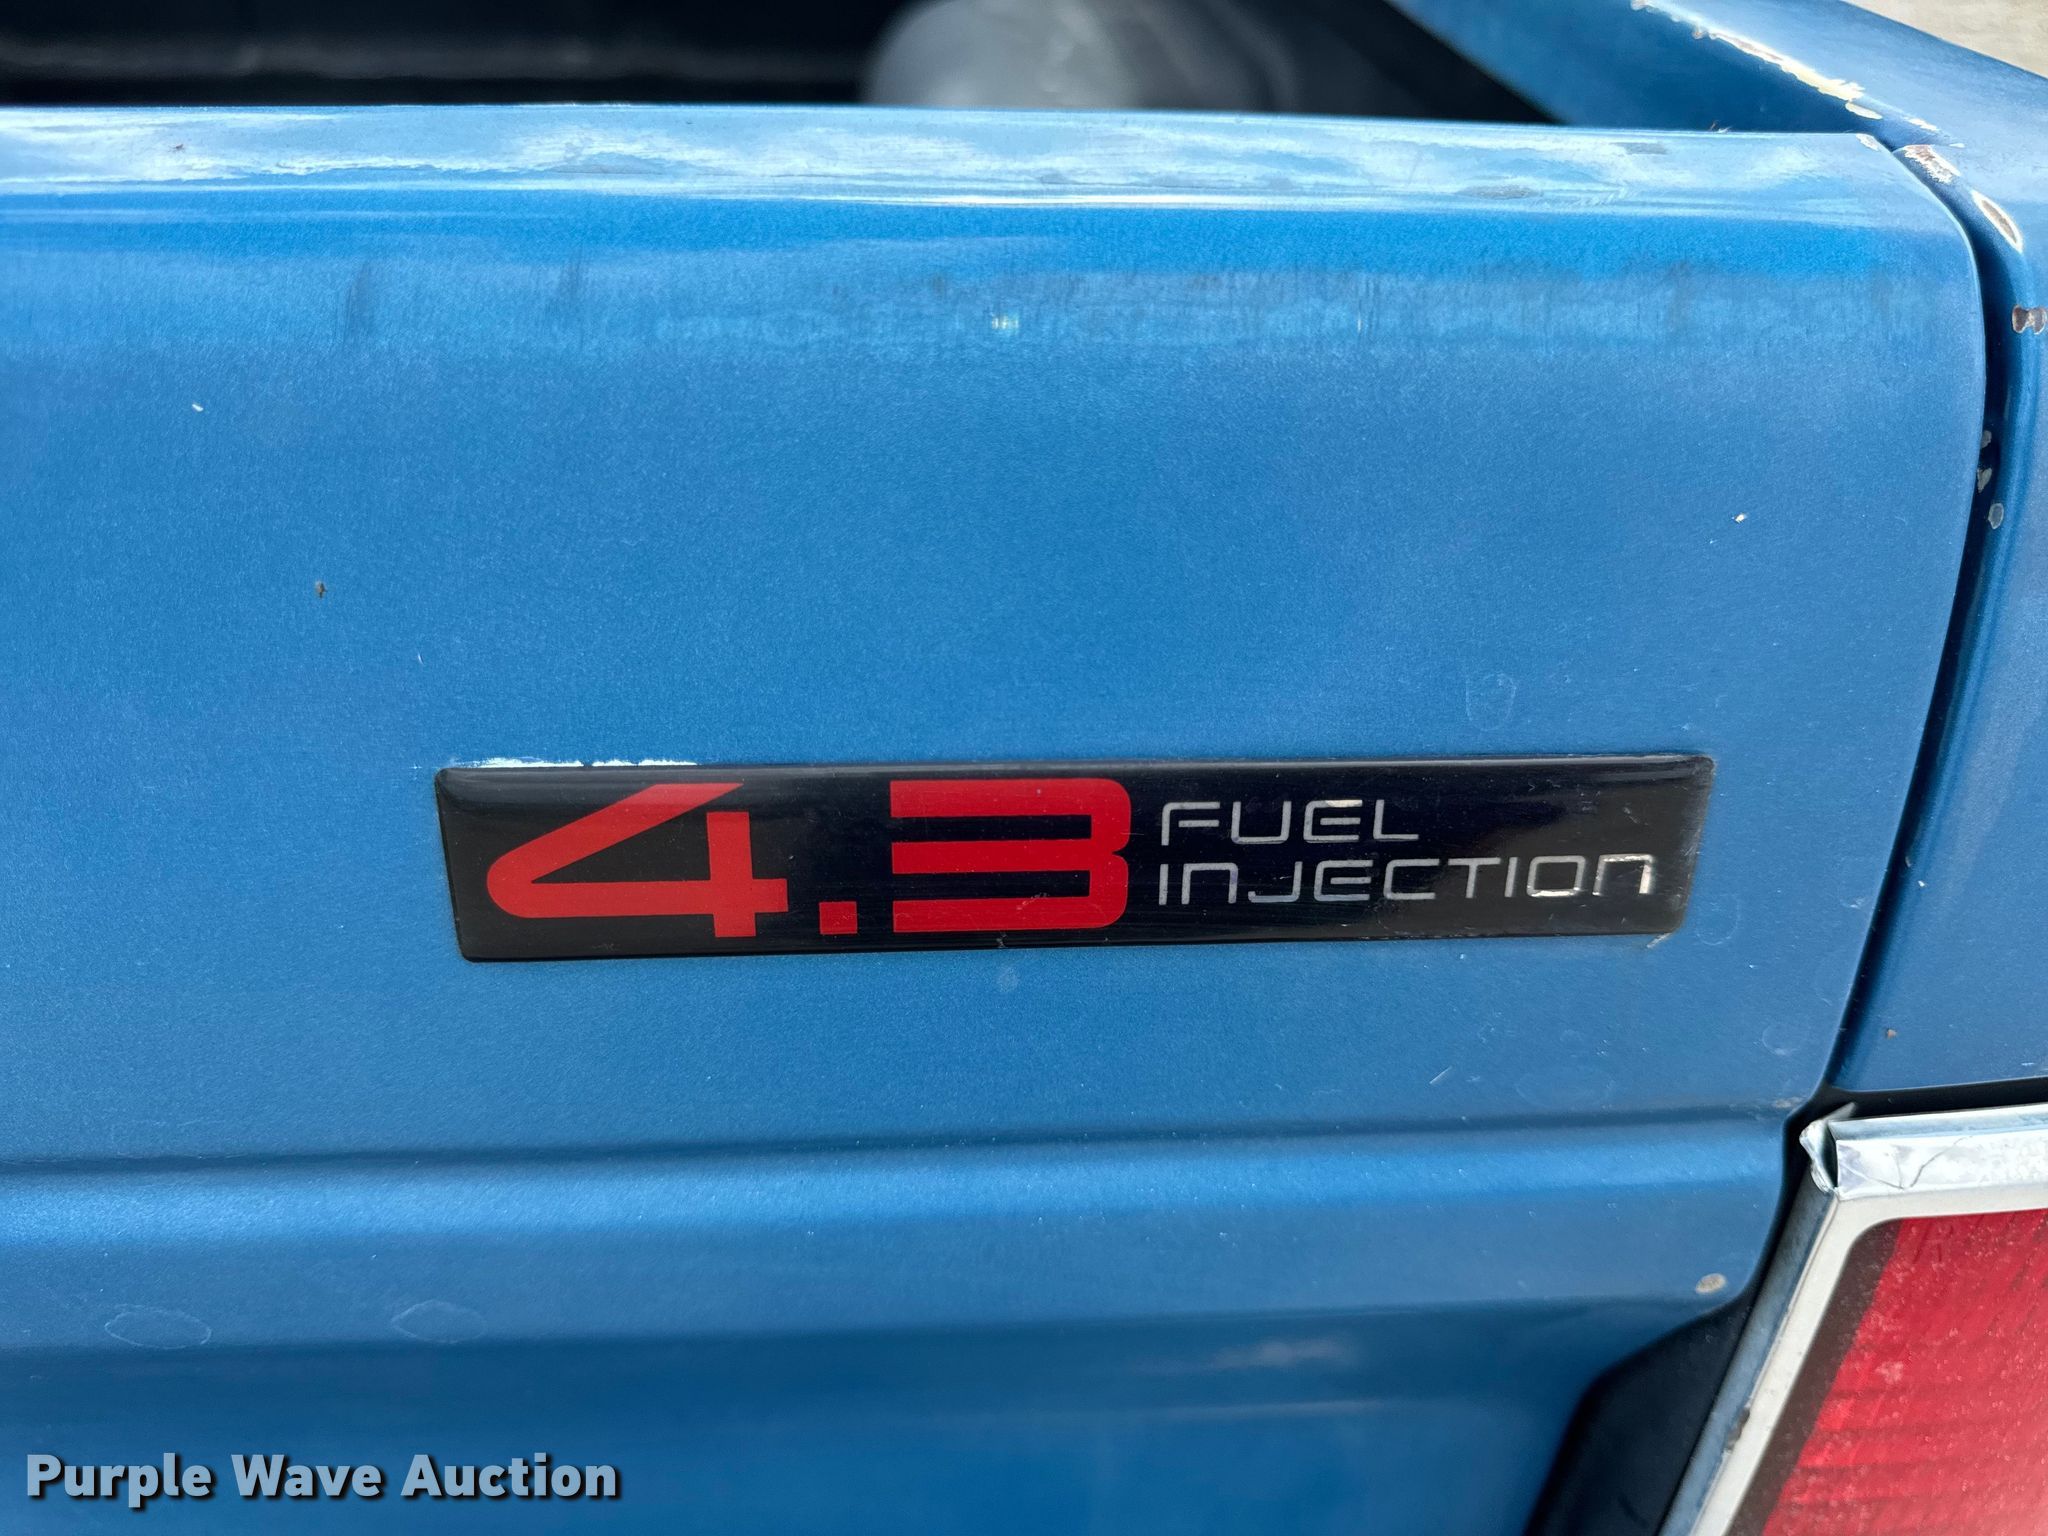 4.3 FUEL
INJECTION
Purple Wave Auction